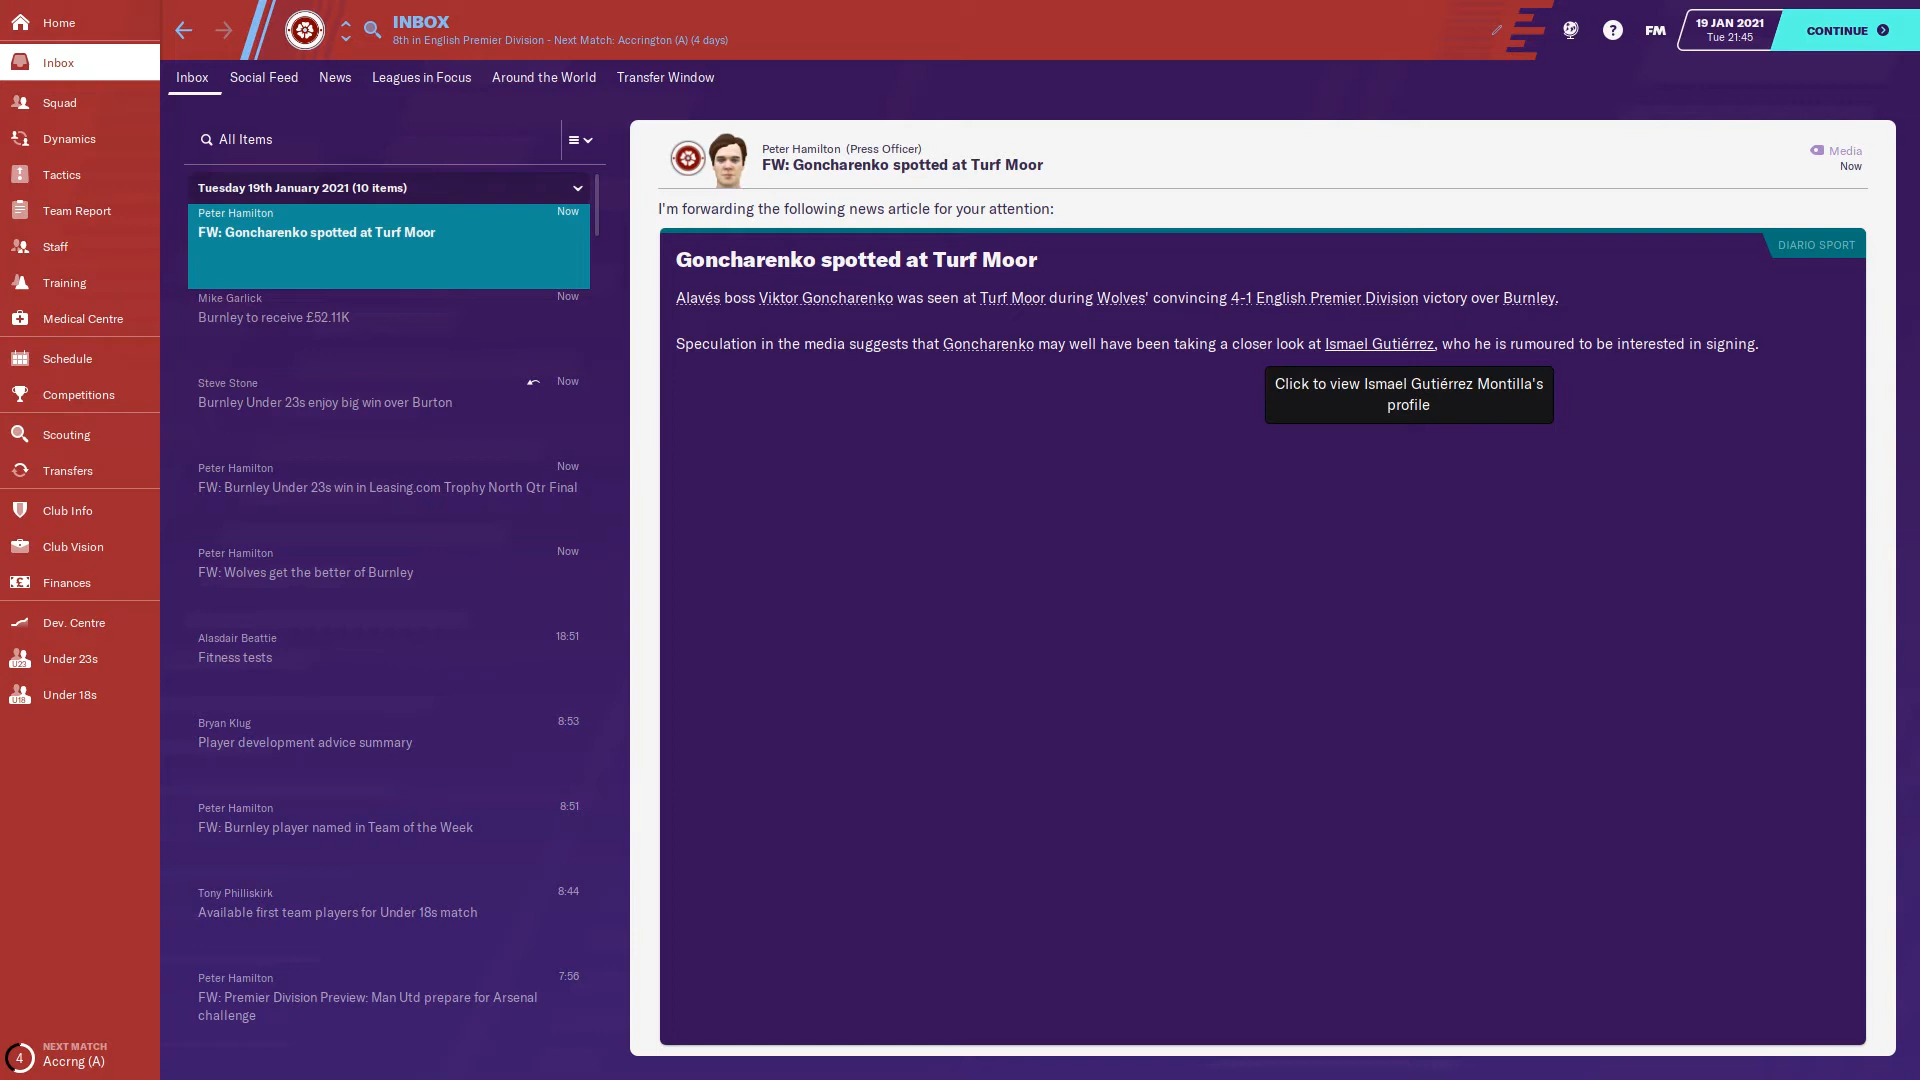 Home
Inbox
Squad
Dynamics
Tactics
Team Report
Staff
Training
Medical Centre
Schedule
Competitions
Scouting
Transfers
Club Info
Club Vision
Finances
Dev. Centre
U23
Under 23s
U18
Under 18s
4
NEXT MATCH
Accrng (A)
INBOX
8th in English Premier Division - Next Match: Accrington (A) (4 days)
?
FM
19 JAN 2021
Tue 21:45
CONTINUE
Inbox
Social Feed
News
Leagues in Focus
Around the World
Transfer Window
All Items
Tuesday 19th January 2021 (10 items)
Peter Hamilton
Now
FW: Goncharenko spotted at Turf Moor
Mike Garlick
Now
Burnley to receive £52.11K
Steve Stone
Now
Burnley Under 23s enjoy big win over Burton
Peter Hamilton
Now
FW: Burnley Under 23s win in Leasing.com Trophy North Qtr Final
Peter Hamilton
Now
FW: Wolves get the better of Burnley
Alasdair Beattie
18:51
Fitness tests
Bryan Klug
8:53
Player development advice summary
Peter Hamilton
8:51
FW: Burnley player named in Team of the Week
Tony Philliskirk
8:44
Available first team players for Under 18s match
Peter Hamilton
7:56
FW: Premier Division Preview: Man Utd prepare for Arsenal
challenge
Peter Hamilton (Press Officer)
FW: Goncharenko spotted at Turf Moor
Media
Now
I'm forwarding the following news article for your attention:
DIARIO SPORT
Goncharenko spotted at Turf Moor
Alavés boss Viktor Goncharenko was seen at Turf Moor during Wolves' convincing 4-1 English Premier Division victory over Burnley.
Speculation in the media suggests that Goncharenko may well have been taking a closer look at Ismael Gutiérrez, who he is rumoured to be interested in signing.
Click to view Ismael Gutiérrez Montilla's
profile